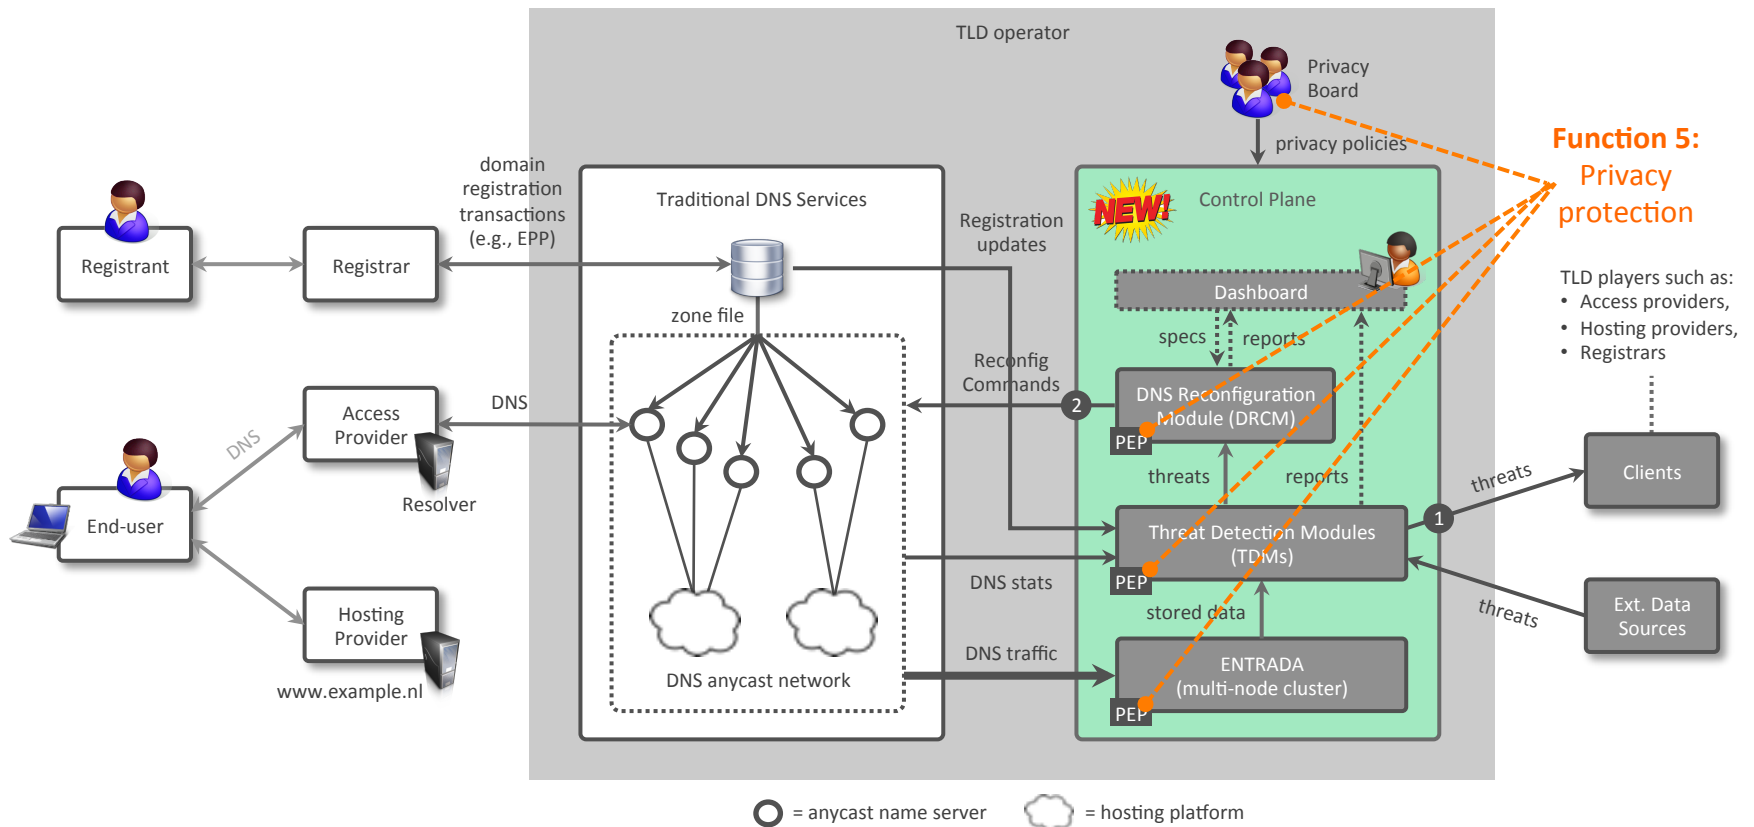 TLD operator
Privacy
Board
privacy policies
Function 5:
Privacy
protection
domain
registration
transactions
(e.g., EPP)
Traditional DNS Services
Registration
updates
NEW!
Control Plane
Registrant
Registrar
Dashboard
TLD players such as:
• Access providers,
• Hosting providers,
• Registrars
zone file
specs
reports
Reconfig
Commands
2
DNS Reconfiguration
Module (DRCM)
PEP
Access
Provider
DNS
DNS
Resolver
threats
reports
threats
Clients
1
End-user
Threat Detection Modules
(TDMs)
PEP
DNS stats
stored data
threats
Ext. Data
Sources
Hosting
Provider
www.example.nl
DNS traffic
ENTRADA
(multi-node cluster)
PEP
DNS anycast network
= anycast name server
= hosting platform